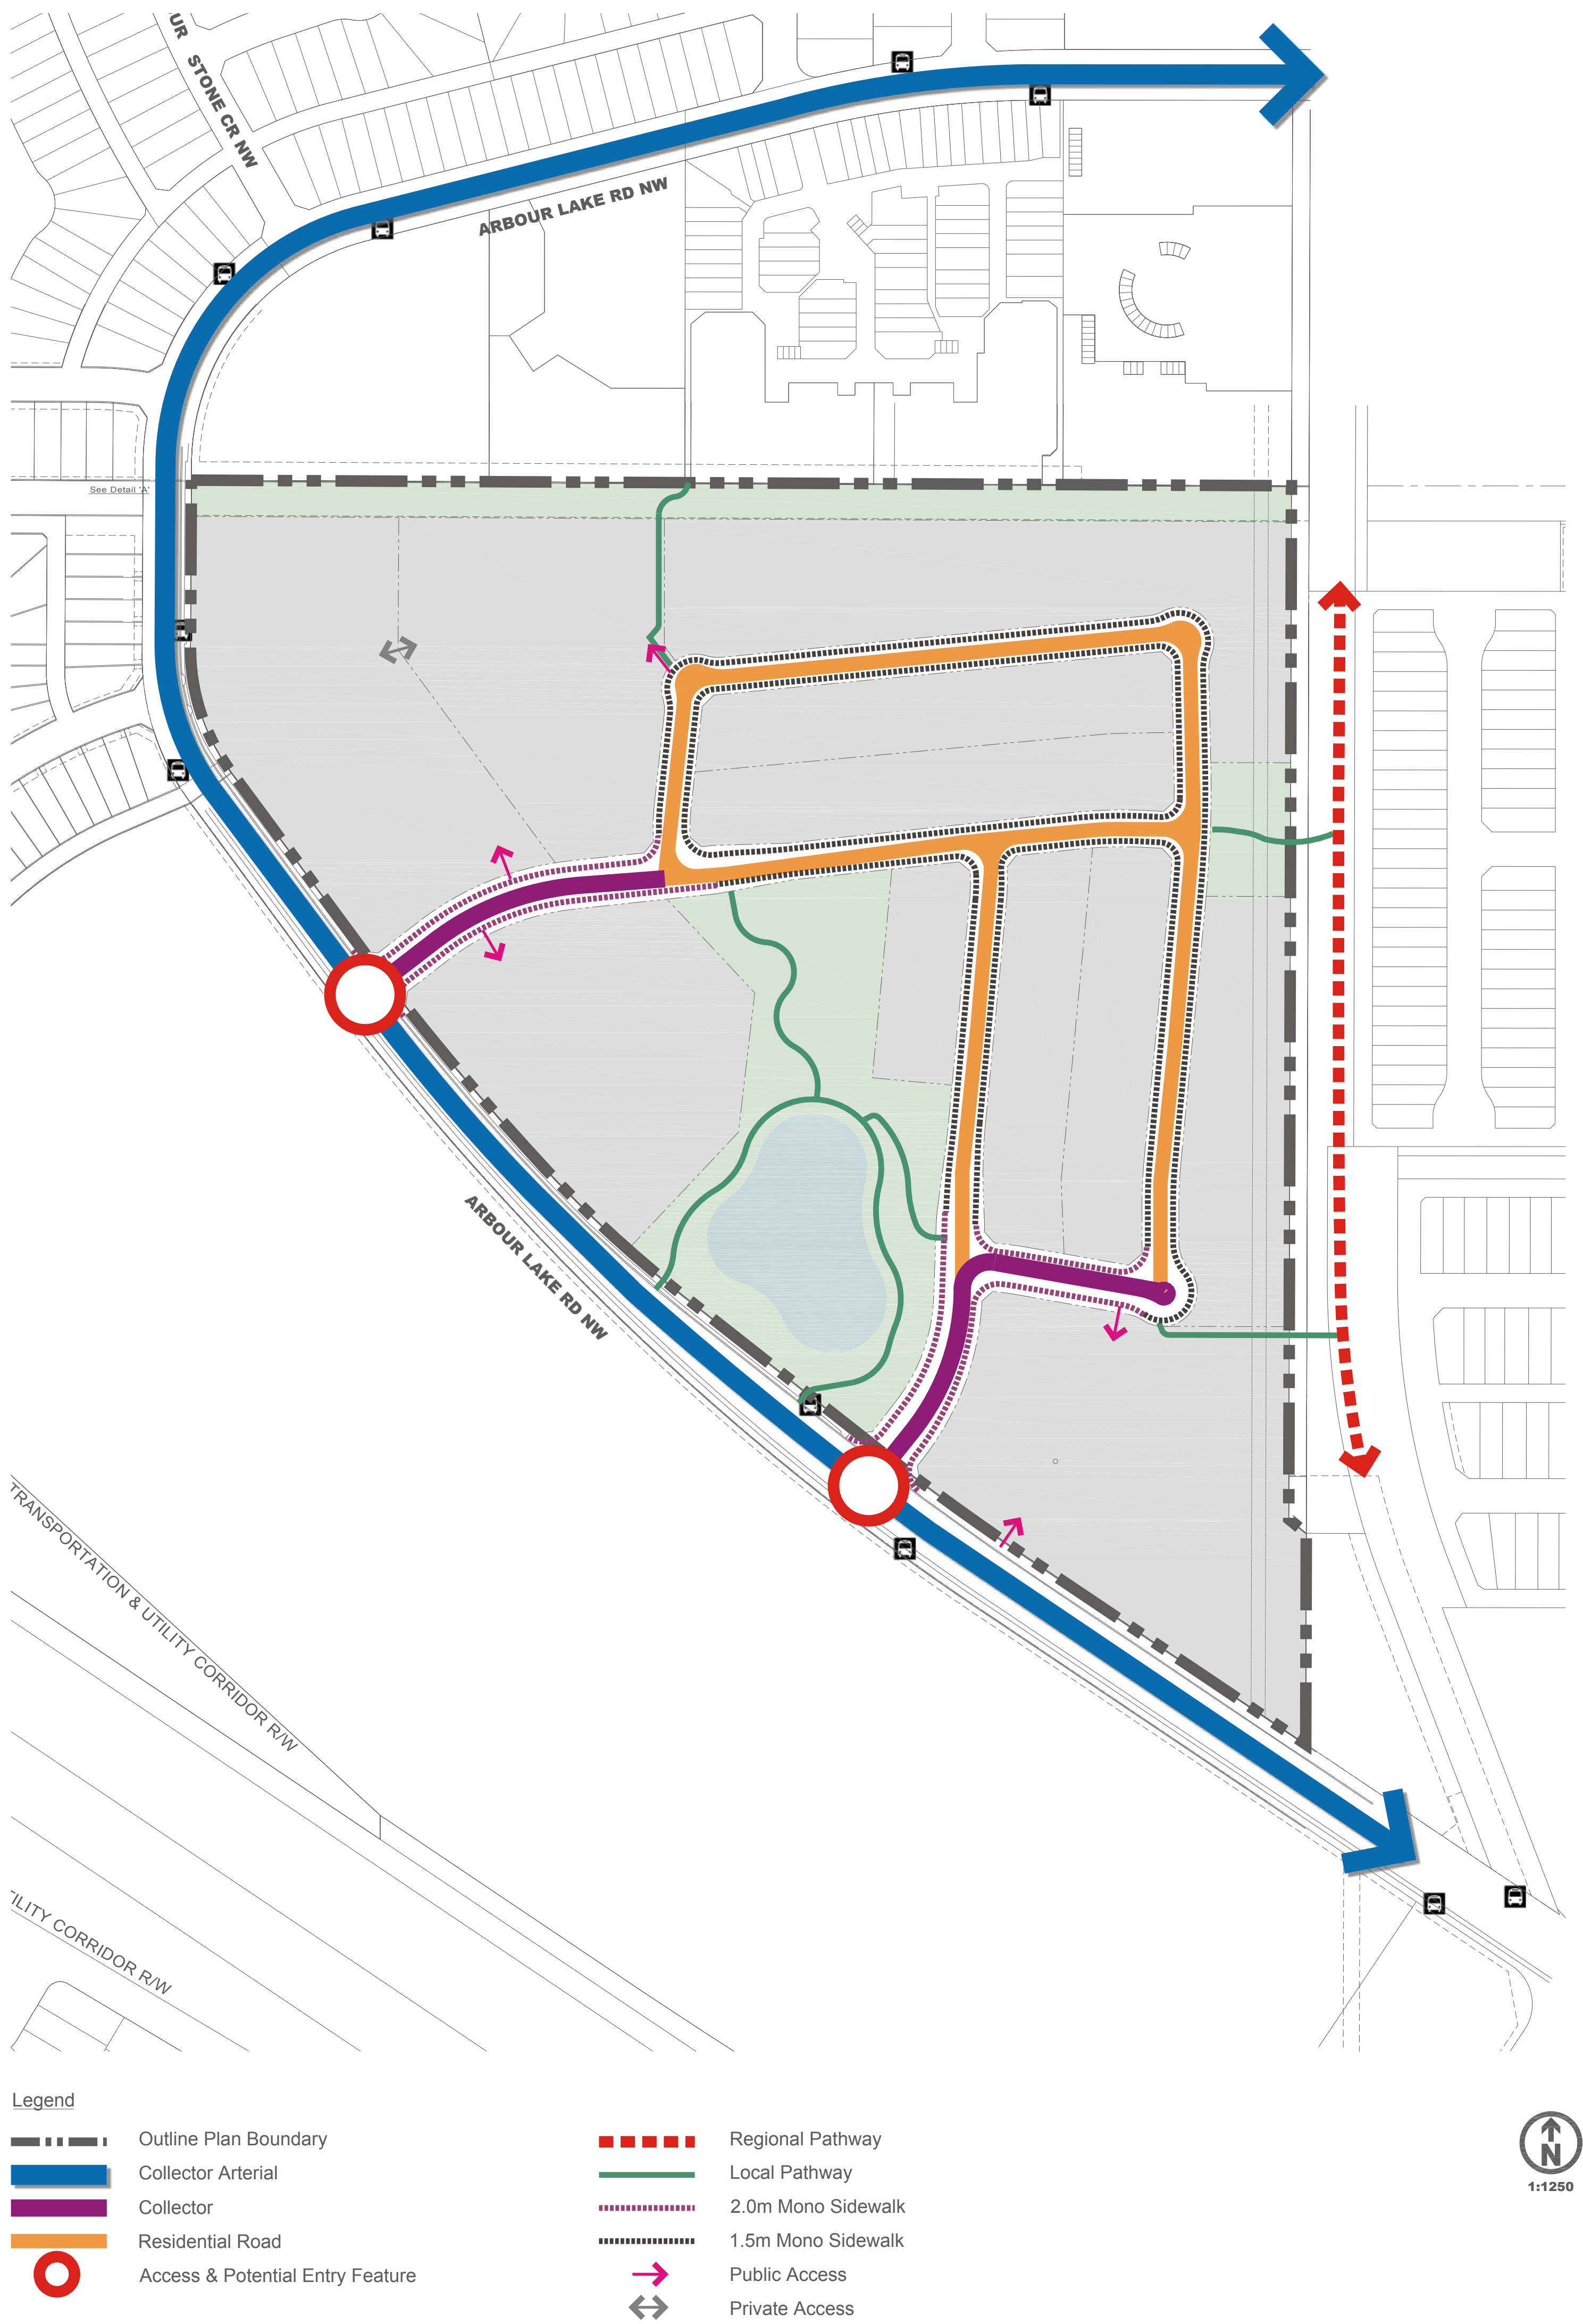 UR STONE CR NW
ARBOUR LAKE RD NW
See Detail 'A'
ARBOUR LAKE RD NW
TRANSPORTATION & UTILITY CORRIDOR R/W
TILITY CORRIDOR R/W
Legend
Outline Plan Boundary
Collector Arterial
Collector
Residential Road
Access & Potential Entry Feature
Regional Pathway
Local Pathway
2.0m Mono Sidewalk
1.5m Mono Sidewalk
Public Access
Private Access
N
1:1250